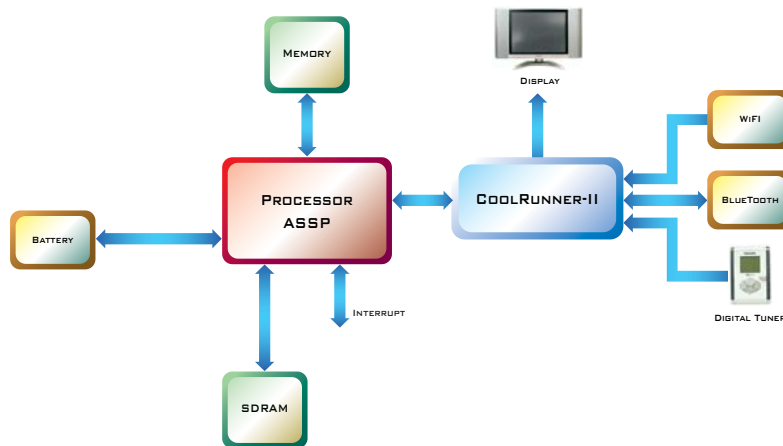 MEMORY
DISPLAY
WIFI
PROCESSOR
ASSP
COOLRUNNER-II
BLUETOOTH
BATTERY
INTERRUPT
DIGITAL TUNER
SDRAM